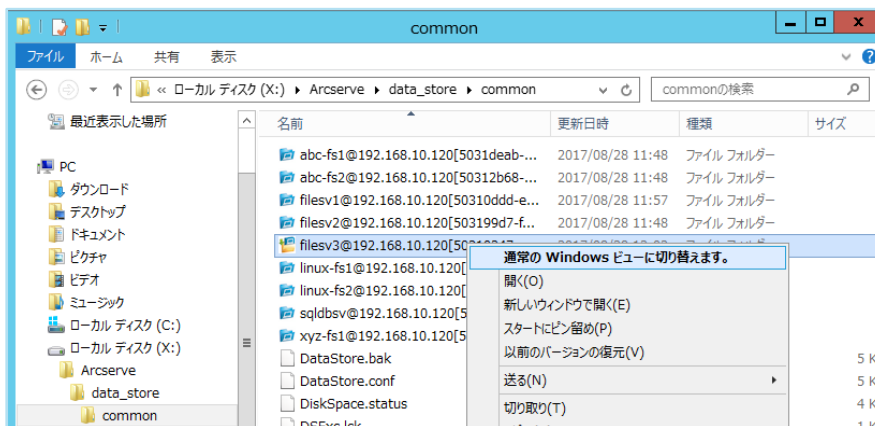 common
ファイル ホーム 共有 表示
« ローカル ディスク (X:) Arcserve data_store common commonの検索
最近表示した場所
PC
ダウンロード
デスクトップ
ドキュメント
ピクチャ
ビデオ
ミュージック
ローカル ディスク (C:)
ローカル ディスク (X:)
Arcserve
data_store
common
名前 更新日時 種類 サイズ
abc-fs1@192.168.10.120[5031deab-... 2017/08/28 11:48 ファイル フォルダー
abc-fs2@192.168.10.120[50312b68-... 2017/08/28 11:48 ファイル フォルダー
filesv1@192.168.10.120[50310ddd-e... 2017/08/28 11:57 ファイル フォルダー
filesv2@192.168.10.120[503199d7-f... 2017/08/28 11:48 ファイル フォルダー
filesv3@192.168.10.120[
linux-fs1@192.168.10.120[
linux-fs2@192.168.10.120[
sqldbsv@192.168.10.120[5
xyz-fs1@192.168.10.120[5
DataStore.bak 5 K
DataStore.conf 5 K
DiskSpace.status 4 K
通常の Windows ビューに切り替えます。
開く(O)
新しいウィンドウで開く(E)
スタートにピン留め(P)
以前のバージョンの復元(V)
送る(N)
切り取り(T)